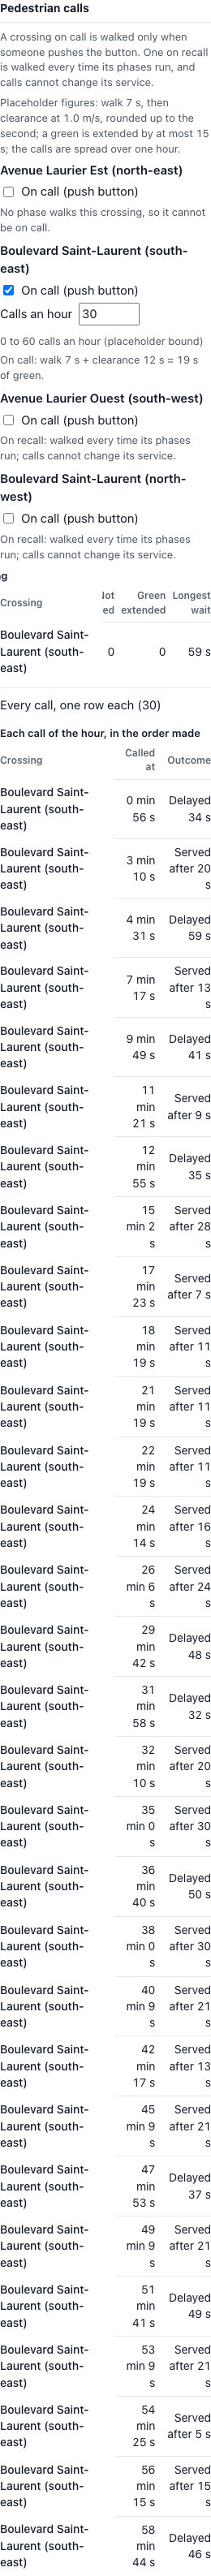 Pedestrian calls
A crossing on call is walked only when
someone pushes the button. One on recall
is walked every time its phases run, and
calls cannot change its service.
Placeholder figures: walk 7 s, then
clearance at 1.0 m/s, rounded up to the
second; a green is extended by at most 15
s; the calls are spread over one hour.
Avenue Laurier Est (north-east)
On call (push button)
No phase walks this crossing, so it cannot
be on call.
Boulevard Saint-Laurent (south-
east)
On call (push button)
Calls an hour 30
0 to 60 calls an hour (placeholder bound)
On call: walk 7 s + clearance 12 s = 19 s
of green.
Avenue Laurier Ouest (south-west)
On call (push button)
On recall: walked every time its phases
run; calls cannot change its service.
Boulevard Saint-Laurent (north-
west)
On call (push button)
On recall: walked every time its phases
run; calls cannot change its service.
g
Crossing
ed
Green
extended
Longest
wait
Boulevard Saint-
Laurent (south-
east)
0 0 59 s
Every call, one row each (30)
Each call of the hour, in the order made
Crossing
Called
at
Outcome
Boulevard Saint-
Laurent (south-
east)
0 min
56 s
Delayed
34 s
Boulevard Saint-
Laurent (south-
east)
3 min
10 s
Served
after 20
s
Boulevard Saint-
Laurent (south-
east)
4 min
31 s
Delayed
59 s
Boulevard Saint-
Laurent (south-
east)
7 min
17 s
Served
after 13
s
Boulevard Saint-
Laurent (south-
east)
9 min
49 s
Delayed
41 s
Boulevard Saint-
Laurent (south-
east)
11
min
21 s
Served
after 9 s
Boulevard Saint-
Laurent (south-
east)
12
min
55 s
Delayed
35 s
Boulevard Saint-
Laurent (south-
east)
15
min 2
s
Served
after 28
s
Boulevard Saint-
Laurent (south-
east)
17
min
23 s
Served
after 7 s
Boulevard Saint-
Laurent (south-
east)
18
min
19 s
Served
after 11
s
Boulevard Saint-
Laurent (south-
east)
21
min
19 s
Served
after 11
s
Boulevard Saint-
Laurent (south-
east)
22
min
19 s
Served
after 11
s
Boulevard Saint-
Laurent (south-
east)
24
min
14 s
Served
after 16
s
Boulevard Saint-
Laurent (south-
east)
26
min 6
s
Served
after 24
s
Boulevard Saint-
Laurent (south-
east)
29
min
42 s
Delayed
48 s
Boulevard Saint-
Laurent (south-
east)
31
min
58 s
Delayed
32 s
Boulevard Saint-
Laurent (south-
east)
32
min
10 s
Served
after 20
s
Boulevard Saint-
Laurent (south-
east)
35
min 0
s
Served
after 30
s
Boulevard Saint-
Laurent (south-
east)
36
min
40 s
Delayed
50 s
Boulevard Saint-
Laurent (south-
east)
38
min 0
s
Served
after 30
s
Boulevard Saint-
Laurent (south-
east)
40
min 9
s
Served
after 21
s
Boulevard Saint-
Laurent (south-
east)
42
min
17 s
Served
after 13
s
Boulevard Saint-
Laurent (south-
east)
45
min 9
s
Served
after 21
s
Boulevard Saint-
Laurent (south-
east)
47
min
53 s
Delayed
37 s
Boulevard Saint-
Laurent (south-
east)
49
min 9
s
Served
after 21
s
Boulevard Saint-
Laurent (south-
east)
51
min
41 s
Delayed
49 s
Boulevard Saint-
Laurent (south-
east)
53
min 9
s
Served
after 21
s
Boulevard Saint-
Laurent (south-
east)
54
min
25 s
Served
after 5 s
Boulevard Saint-
Laurent (south-
east)
56
min
15 s
Served
after 15
s
Boulevard Saint-
Laurent (south-
east)
58
min
44 s
Delayed
46 s